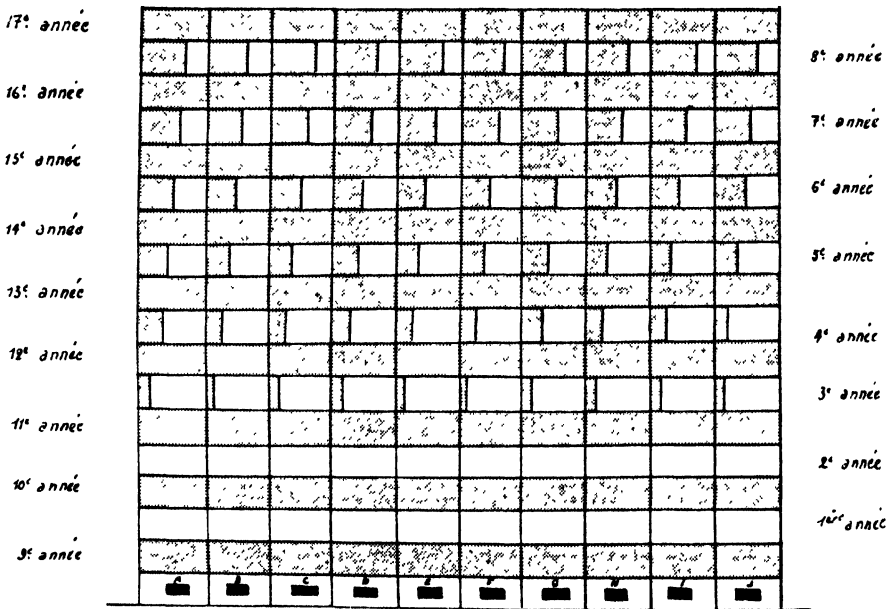 17e année
8e année
16e année
7e année
15e année
6e année
14e année
5e année
13e année
4e année
12e année
3e année
11e année
2e année
10e année
1ère année
9e année
A B C D E F G H I J